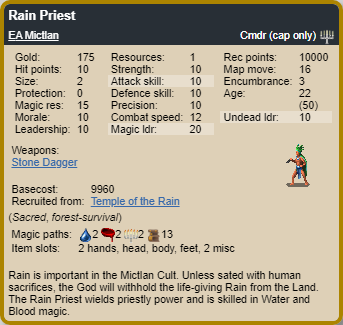 Rain Priest
EA Mictlan Cmdr (cap only)
Gold: 175 Resources: 1 Rec points: 10000
Hit points: 10 Strength: 10 Map move: 16
Size: 2 Attack skill: 10 Encumbrance: 3
Protection: 0 Defence skill: 10 Age: 22
Magic res: 15 Precision: 10 (50)
Morale: 10 Combat speed: 12 Undead ldr: 10
Leadership: 10 Magic ldr: 20
Weapons:
Stone Dagger
Basecost: 9960
Recruited from: Temple of the Rain
(Sacred, forest-survival)
Magic paths: 2 2 2 13
Item slots: 2 hands, head, body, feet, 2 misc
Rain is important in the Mictlan Cult. Unless sated with human
sacrifices, the God will withhold the life-giving Rain from the Land.
The Rain Priest wields priestly power and is skilled in Water and
Blood magic.